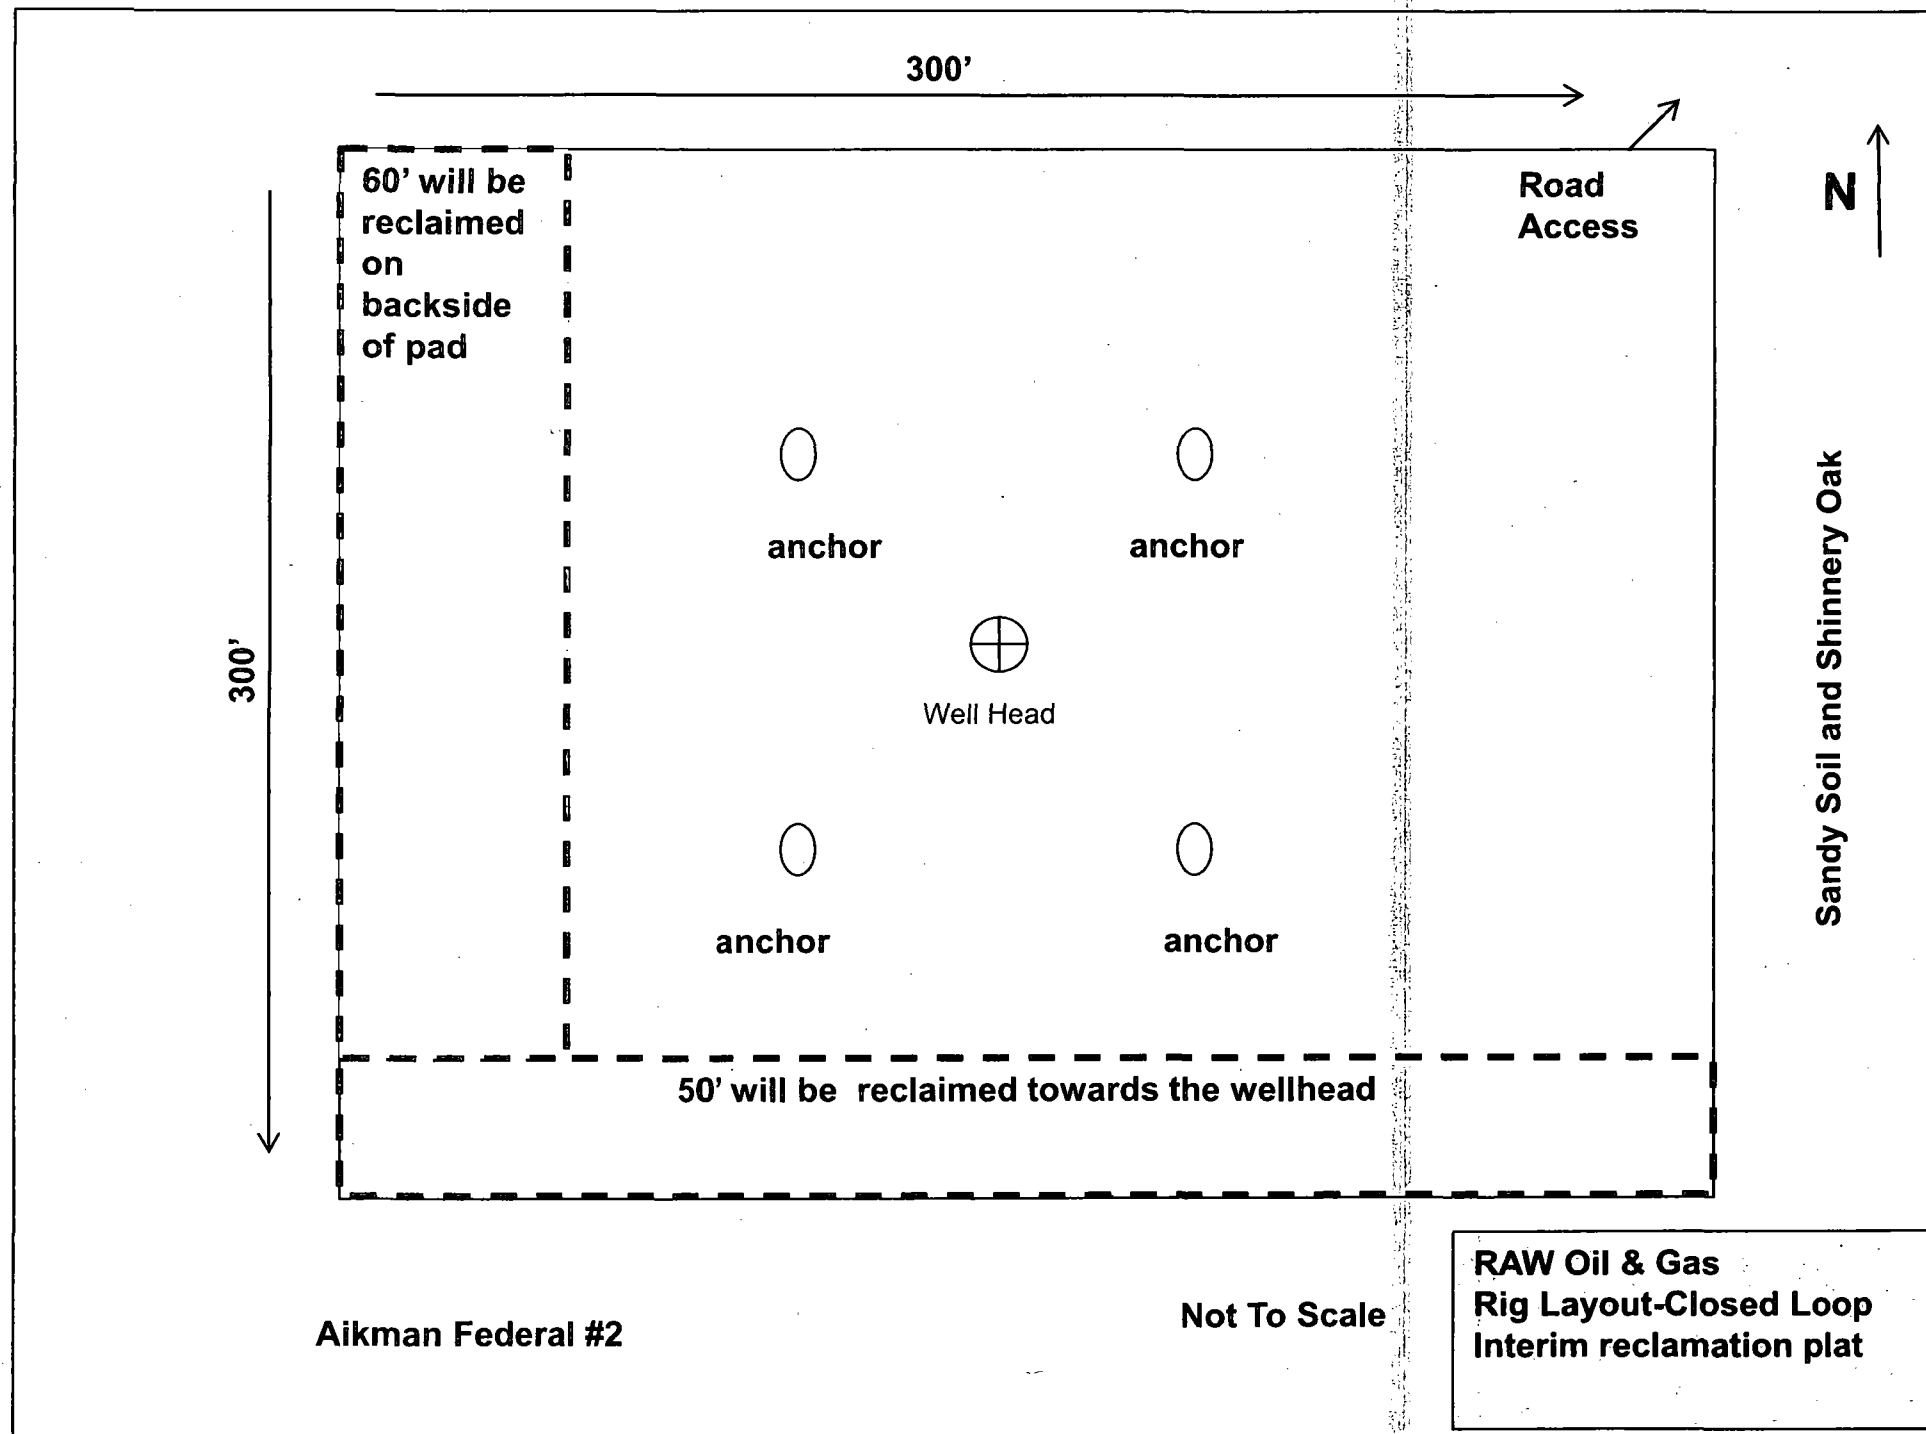 300’
60’ will be
reclaimed
on
backside
of pad
Road
Access
N
anchor
anchor
300’
Well Head
Sandy Soil and Shinnery Oak
anchor
anchor
50’ will be  reclaimed towards the wellhead
Aikman Federal #2
Not To Scale
RAW Oil & Gas
Rig Layout-Closed Loop
Interim reclamation plat